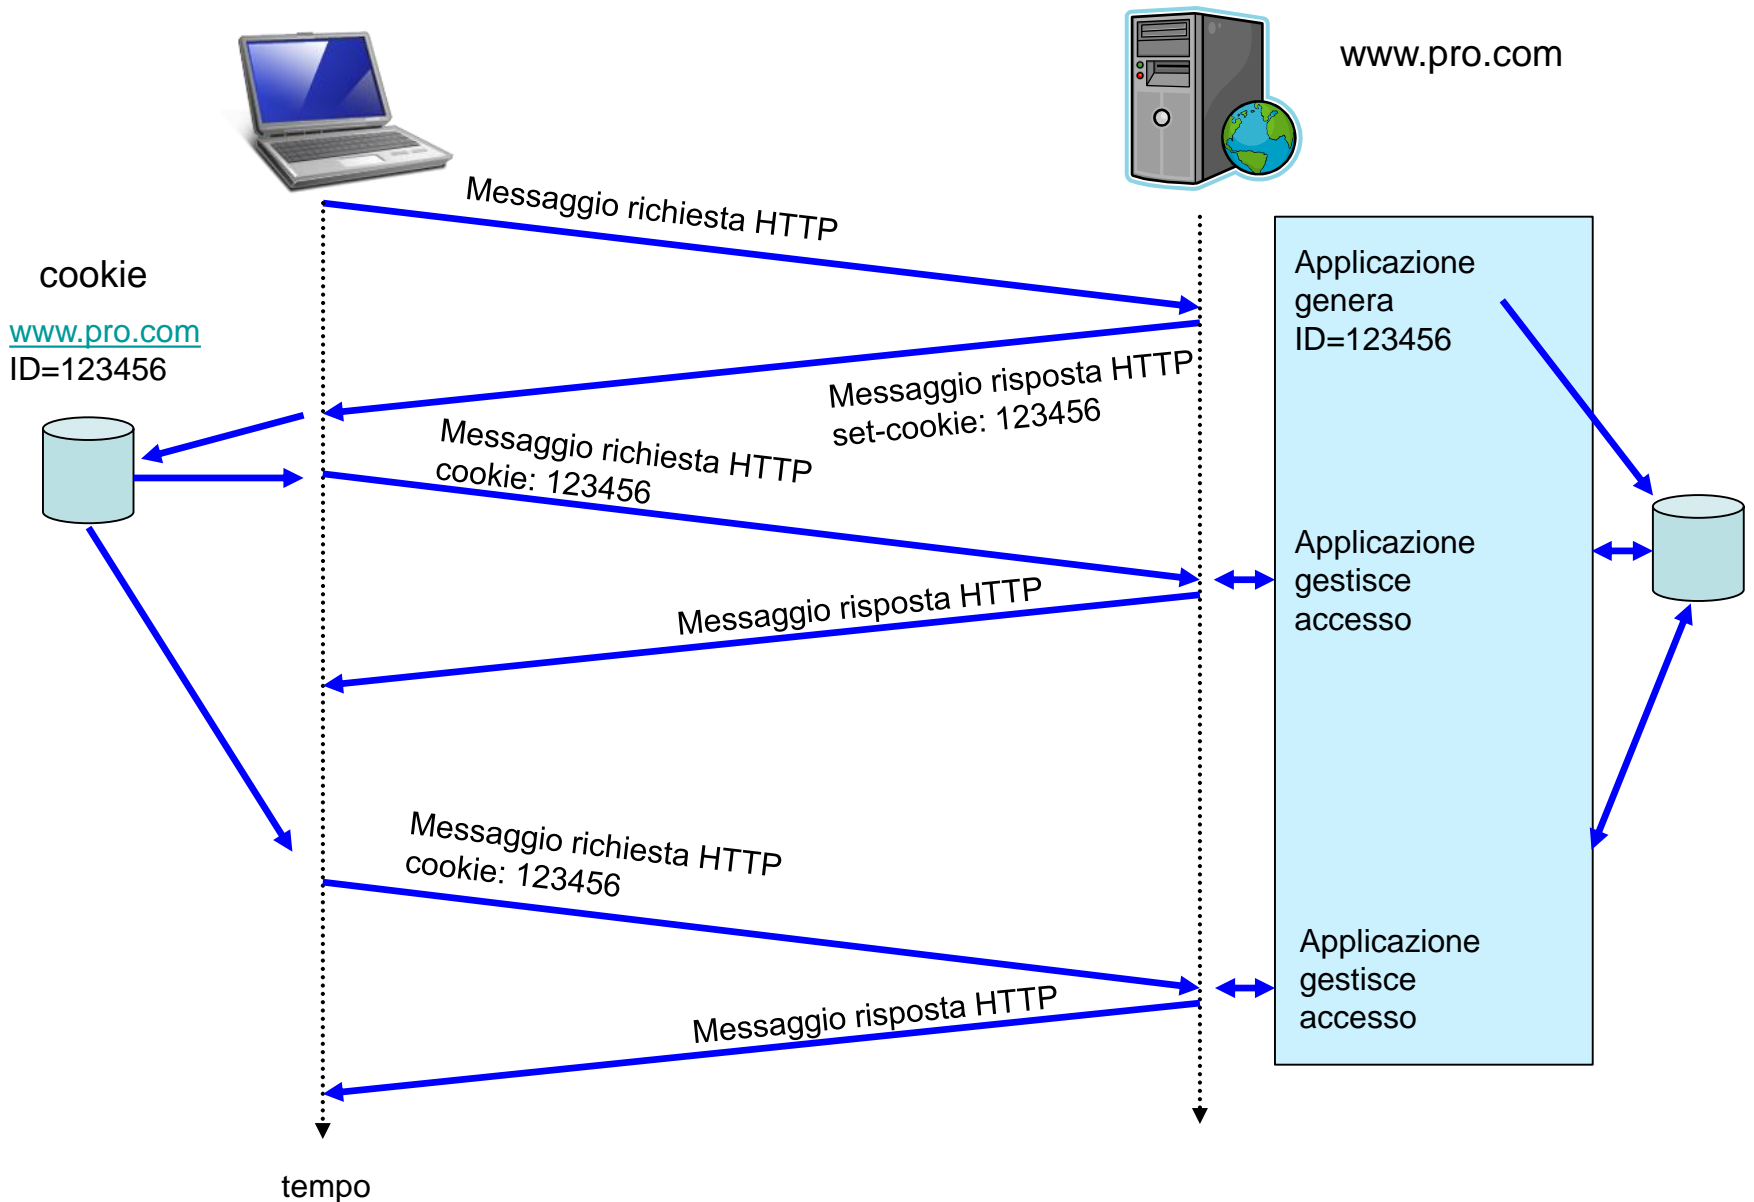 www.pro.com
Messaggio richiesta HTTP
cookie
www.pro.com
ID=123456
Applicazione
genera
ID=123456
Messaggio risposta HTTP
set-cookie: 123456
Messaggio richiesta HTTP
cookie: 123456
Applicazione
gestisce
accesso
Messaggio risposta HTTP
Messaggio richiesta HTTP
cookie: 123456
Applicazione
gestisce
accesso
Messaggio risposta HTTP
tempo